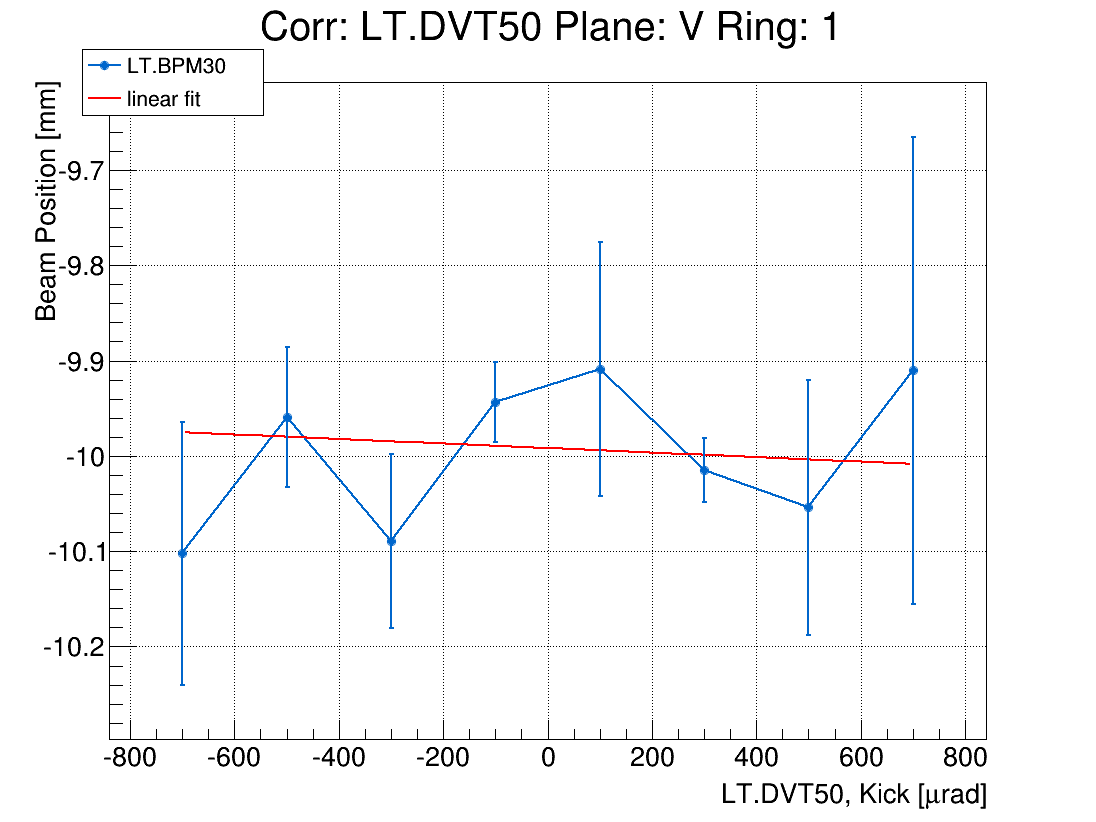 Corr: LT.DVT50 Plane: V Ring: 1
LT.BPM30
linear fit
Beam Position [mm]
-9.7
-9.8
-9.9
-10
-10.1
-10.2
-800 -600 -400 -200 0 200 400 600 800
LT.DVT50, Kick [μrad]